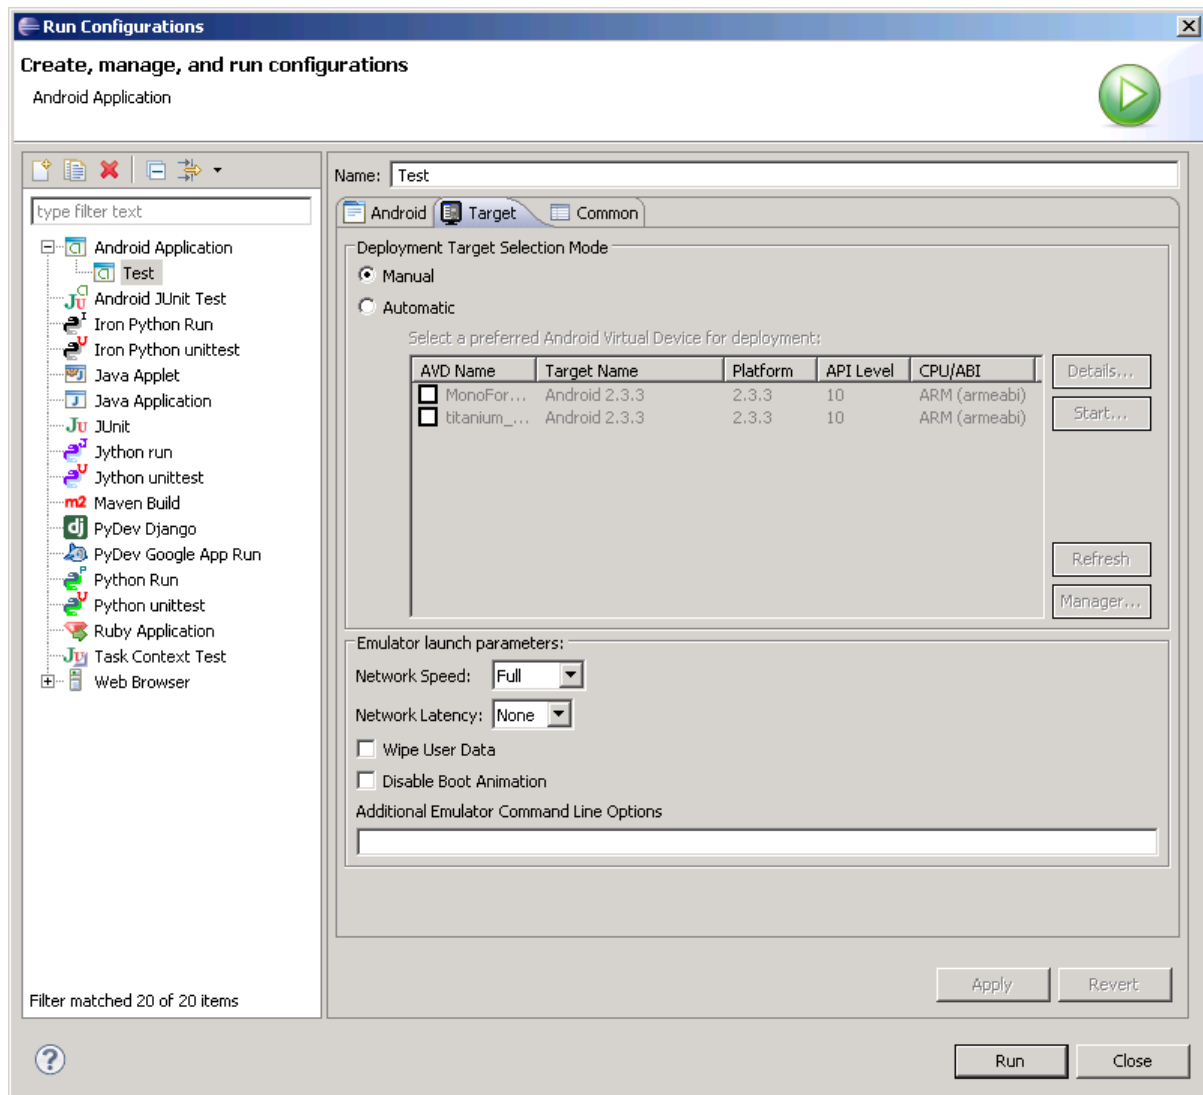 Run Configurations
Create, manage, and run configurations
Android Application
type filter text
Android Application
Test
Android JUnit Test
Iron Python Run
Iron Python unittest
Java Applet
Java Application
JUnit
Jython run
Jython unittest
Maven Build
PyDev Django
PyDev Google App Run
Python Run
Python unittest
Ruby Application
Task Context Test
Web Browser
Filter matched 20 of 20 items
Name: Test
Android Target Common
Deployment Target Selection Mode
Manual
Automatic
Select a preferred Android Virtual Device for deployment:
AVD Name Target Name Platform API Level CPU/ABI
MonoFor... Android 2.3.3 2.3.3 10 ARM (armeabi)
titanium_... Android 2.3.3 2.3.3 10 ARM (armeabi)
Details...
Start...
Refresh
Manager...
Emulator launch parameters:
Network Speed: Full
Network Latency: None
Wipe User Data
Disable Boot Animation
Additional Emulator Command Line Options
Apply Revert
Run Close